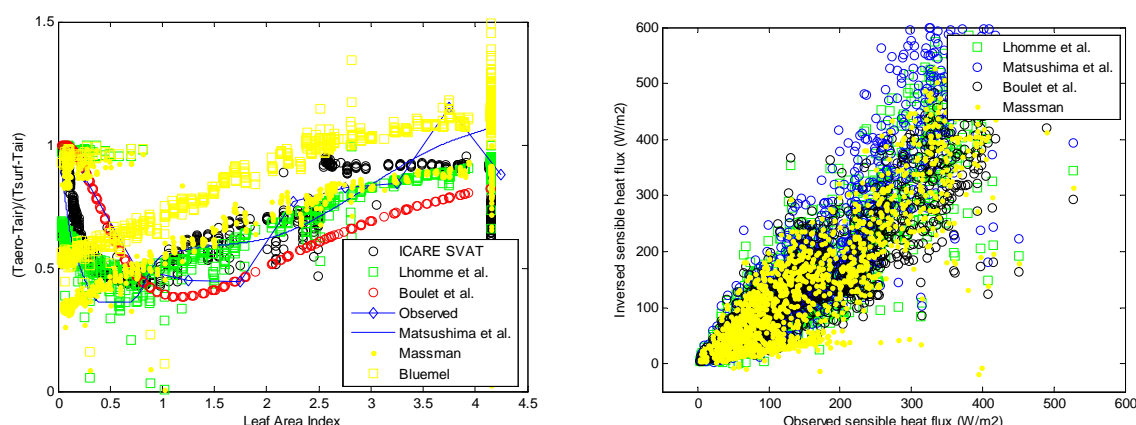 (Taero-Tair)/(Tsurf-Tair)
1.5
1
0.5
0
0 0.5 1 1.5 2 2.5 3 3.5 4 4.5
Leaf Area Index
ICARE SVAT
Lhomme et al.
Boulet et al.
Observed
Matsushima et al.
Massman
Bluemel
Inversed sensible heat flux (W/m2)
600
500
400
300
200
100
0
0 100 200 300 400 500 600
Observed sensible heat flux (W/m2)
Lhomme et al.
Matsushima et al.
Boulet et al.
Massman